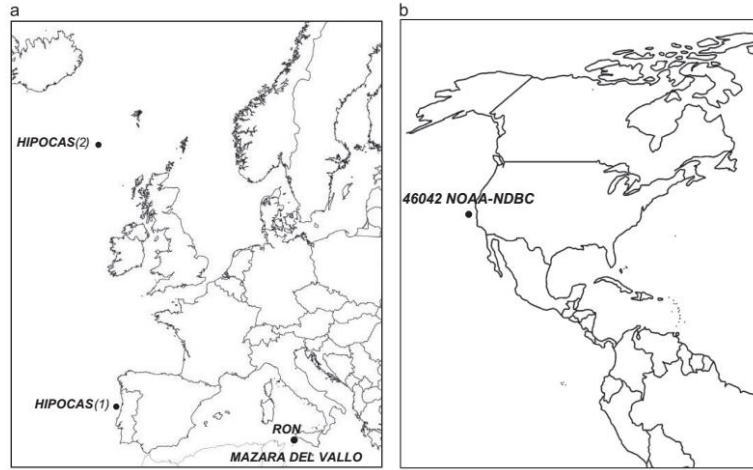 a
b
HIPOCAS(2)
46042 NOAA-NDBC
HIPOCAS(1)
RON
MAZARA DEL VALLO